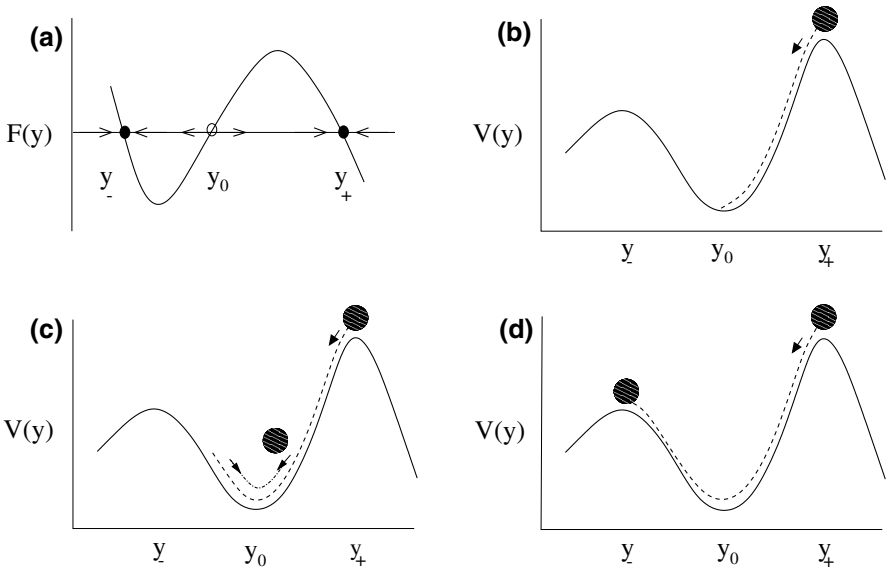 (a)
F(y)
y- y0 y+
(b)
V(y)
y- y0 y+
(c)
V(y)
y- y0 y+
(d)
V(y)
y- y0 y+